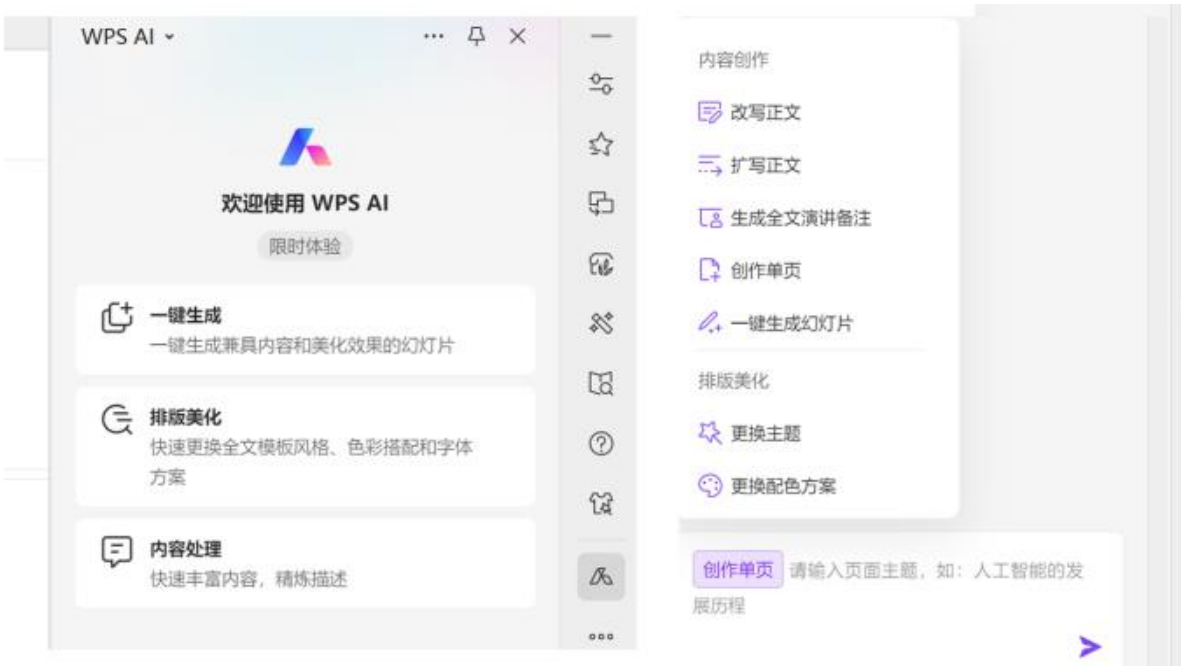 WPS AI
欢迎使用 WPS AI
限时体验
一键生成
一键生成兼具内容和美化效果的幻灯片
排版美化
快速更换全文模板风格、色彩搭配和字体
方案
内容处理
快速丰富内容，精炼描述
内容创作
改写正文
扩写正文
生成全文演讲备注
创作单页
一键生成幻灯片
排版美化
更换主题
更换配色方案
创作单页 请输入页面主题，如：人工智能的发
展历程